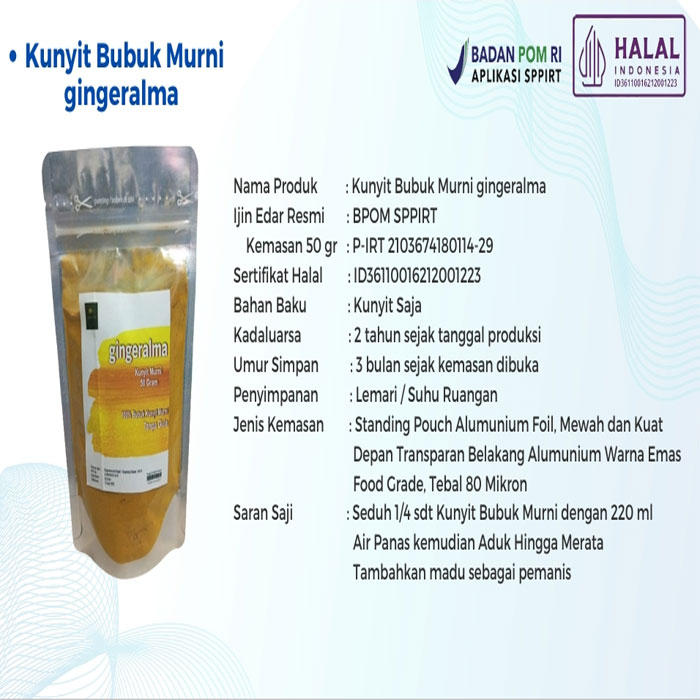 • Kunyit Bubuk Murni
gingeralma
BADAN POM RI
APLIKASI SPPIRT
HALAL
INDONESIA
ID36110016212001223
gingeralma
Kunyit Murni
50 Gram
100% Bubuk Kunyit Murni
Nama Produk : Kunyit Bubuk Murni gingeralma
Ijin Edar Resmi : BPOM SPPIRT
Kemasan 50 gr : P-IRT 2103674180114-29
Sertifikat Halal : ID36110016212001223
Bahan Baku : Kunyit Saja
Kadaluarsa : 2 tahun sejak tanggal produksi
Umur Simpan : 3 bulan sejak kemasan dibuka
Penyimpanan : Lemari / Suhu Ruangan
Jenis Kemasan : Standing Pouch Alumunium Foil, Mewah dan Kuat
Depan Transparan Belakang Alumunium Warna Emas
Food Grade, Tebal 80 Mikron
Saran Saji : Seduh 1/4 sdt Kunyit Bubuk Murni dengan 220 ml
Air Panas kemudian Aduk Hingga Merata
Tambahkan madu sebagai pemanis